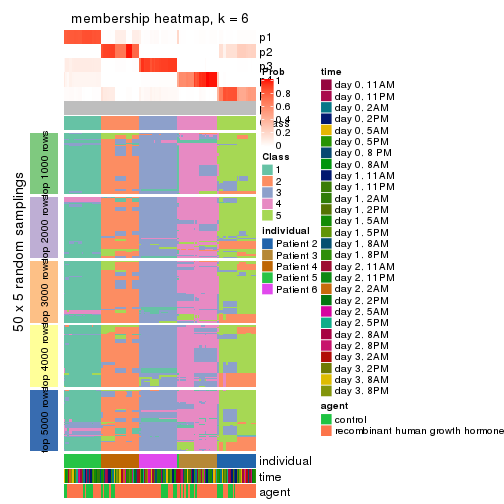 membership heatmap, k = 6
p1
p2
p3
p4
Prob
1
0.8
0.6
0.4
0.2
0
Class
1
2
3
4
5
individual
Patient 2
Patient 3
Patient 4
Patient 5
Patient 6
time
day 0. 11AM
day 0. 11PM
day 0. 2AM
day 0. 2PM
day 0. 5AM
day 0. 5PM
day 0. 8 PM
day 0. 8AM
day 1. 11AM
day 1. 11PM
day 1. 2AM
day 1. 2PM
day 1. 5AM
day 1. 5PM
day 1. 8AM
day 1. 8PM
day 2. 11AM
day 2. 11PM
day 2. 2AM
day 2. 2PM
day 2. 5AM
day 2. 5PM
day 2. 8AM
day 2. 8PM
day 3. 2AM
day 3. 2PM
day 3. 8AM
day 3. 8PM
agent
control
recombinant human growth hormone
50 x 5 random samplings
top 1000 rows
top 2000 rows
top 3000 rows
top 4000 rows
top 5000 rows
individual
time
agent